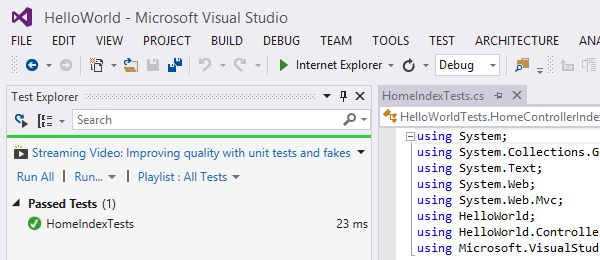 HelloWorld - Microsoft Visual Studio
FILE EDIT VIEW PROJECT BUILD DEBUG TEAM TOOLS TEST ARCHITECTURE
Internet Explorer Debug
Test Explorer
Search
Streaming Video: Improving quality with unit tests and fakes
Run All | Run... | Playlist : All Tests
Passed Tests (1)
HomeIndexTests 23 ms
HomeIndexTests.cs
HelloWorldTests.HomeControllerIndex
using System;
using System.Collections.G
using System.Text;
using System.Web;
using System.Web.Mvc;
using HelloWorld;
using HelloWorld.Controlle
using Microsoft.VisualStud